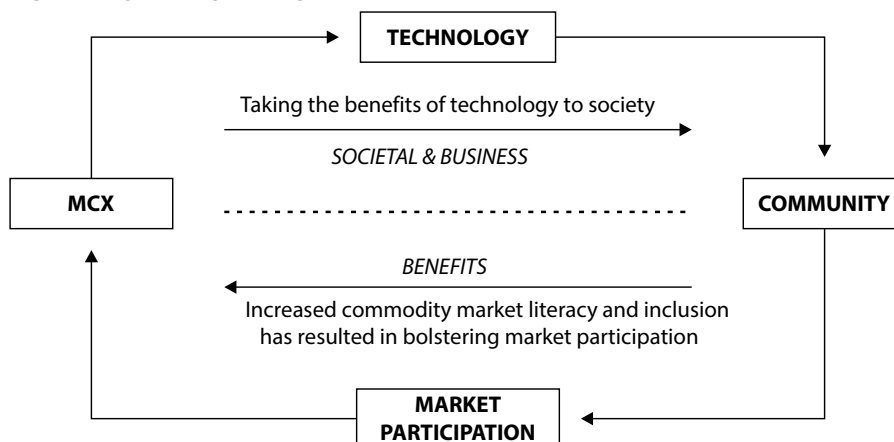 TECHNOLOGY
Taking the benefits of technology to society
SOCIETAL & BUSINESS
MCX
COMMUNITY
BENEFITS
Increased commodity market literacy and inclusion
has resulted in bolstering market participation
MARKET
PARTICIPATION